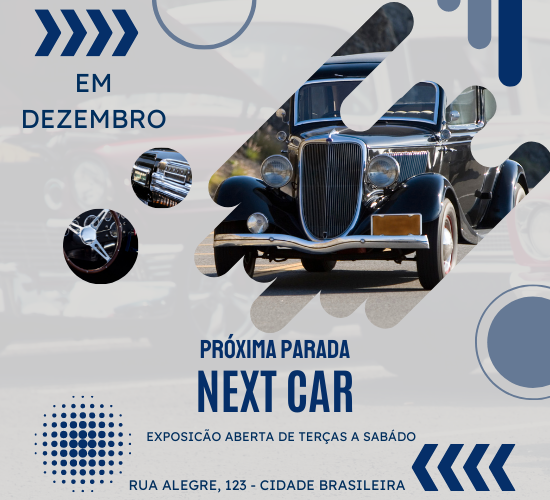 EM
DEZEMBRO
PRÓXIMA PARADA
NEXT CAR
EXPOSICÃO ABERTA DE TERÇAS A SABÁDO
RUA ALEGRE, 123 - CIDADE BRASILEIRA